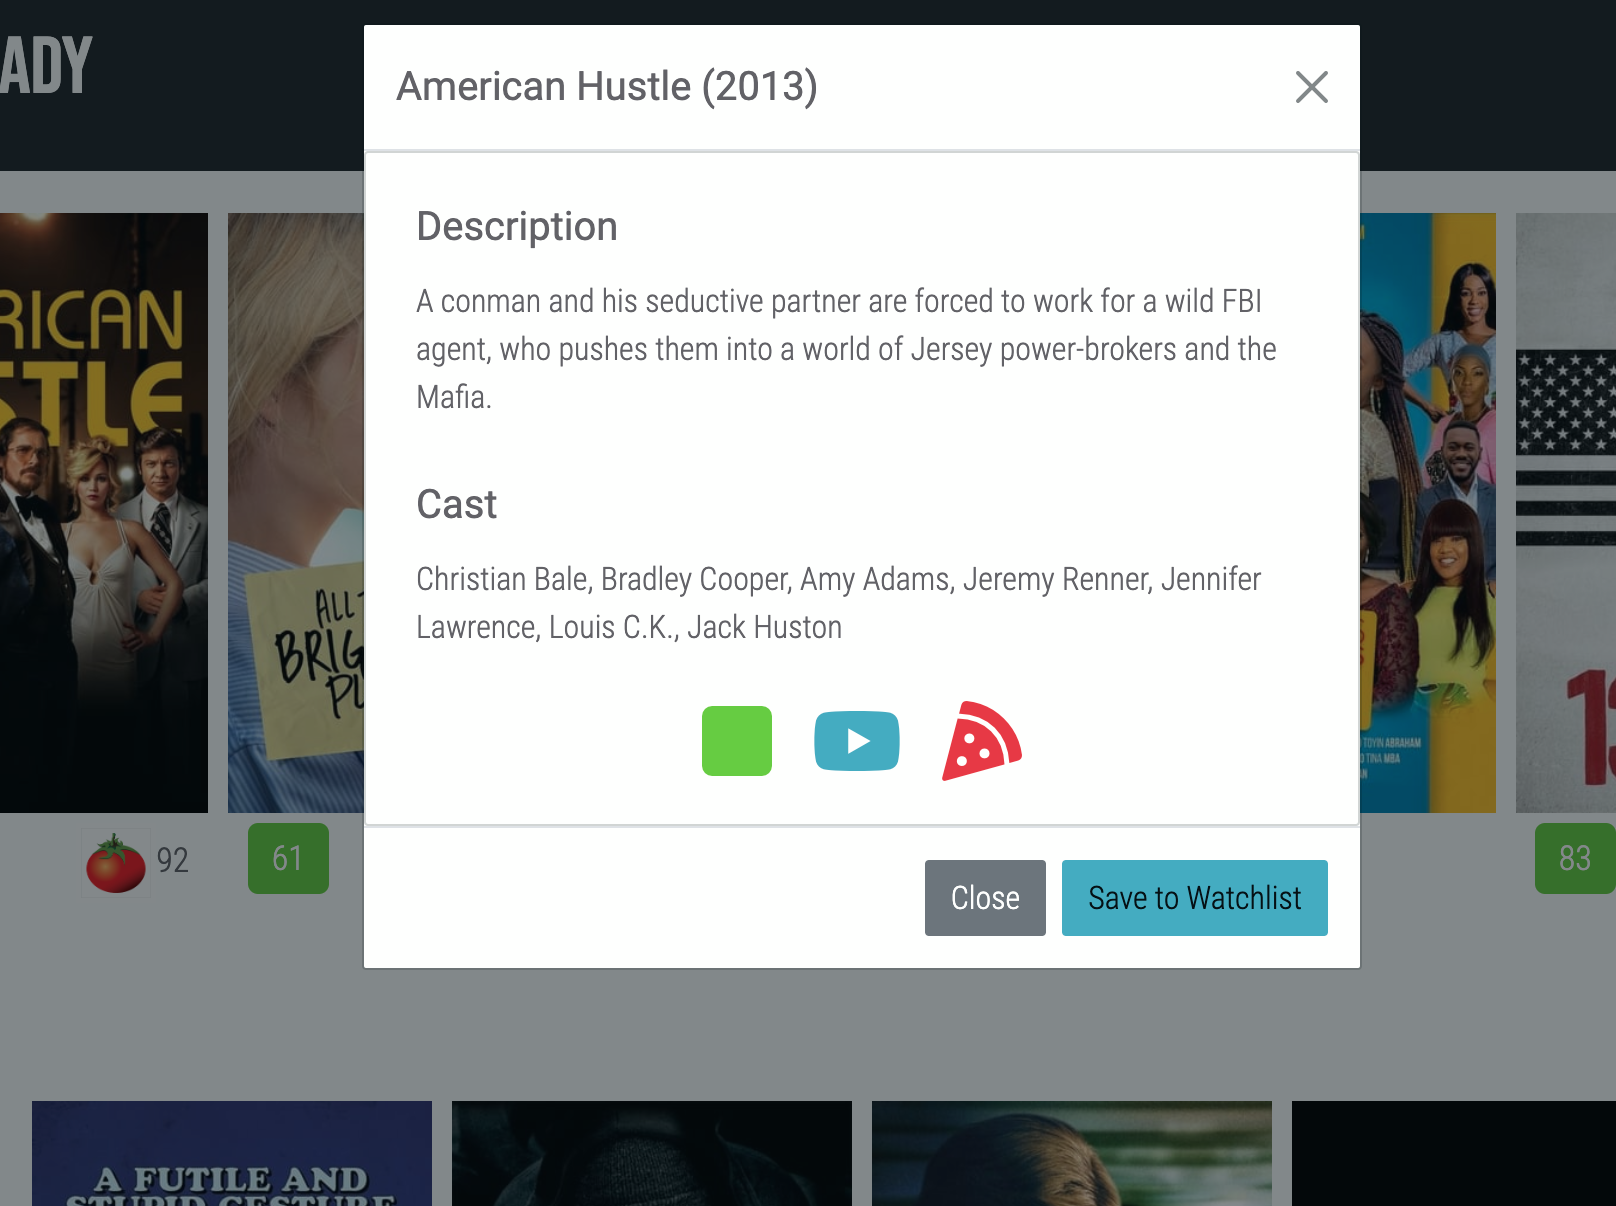 ADY
American Hustle (2013)
Description
A conman and his seductive partner are forced to work for a wild FBI
agent, who pushes them into a world of Jersey power-brokers and the
Mafia.
Cast
Christian Bale, Bradley Cooper, Amy Adams, Jeremy Renner, Jennifer
Lawrence, Louis C.K., Jack Huston
Close
Save to Watchlist
RICAN
STLE
ALL
BRIG
PL
TOYIN ABRAHAM
TINA MBA
AN
13
92
61
83
A FUTILE AND
STUPID GESTURE